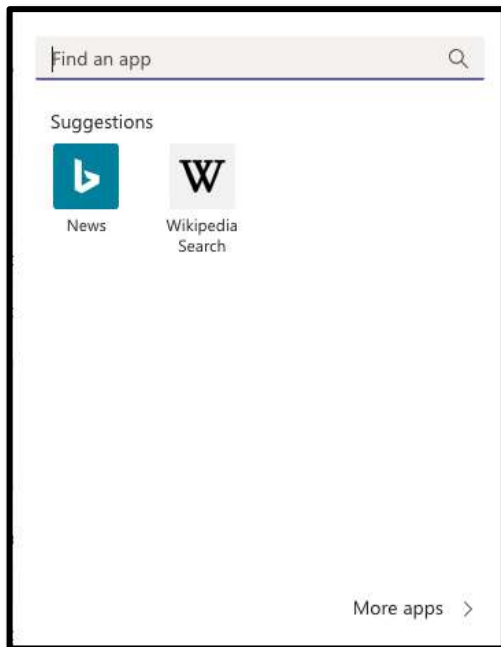 Find an app
Suggestions
W
News
Wikipedia
Search
More apps